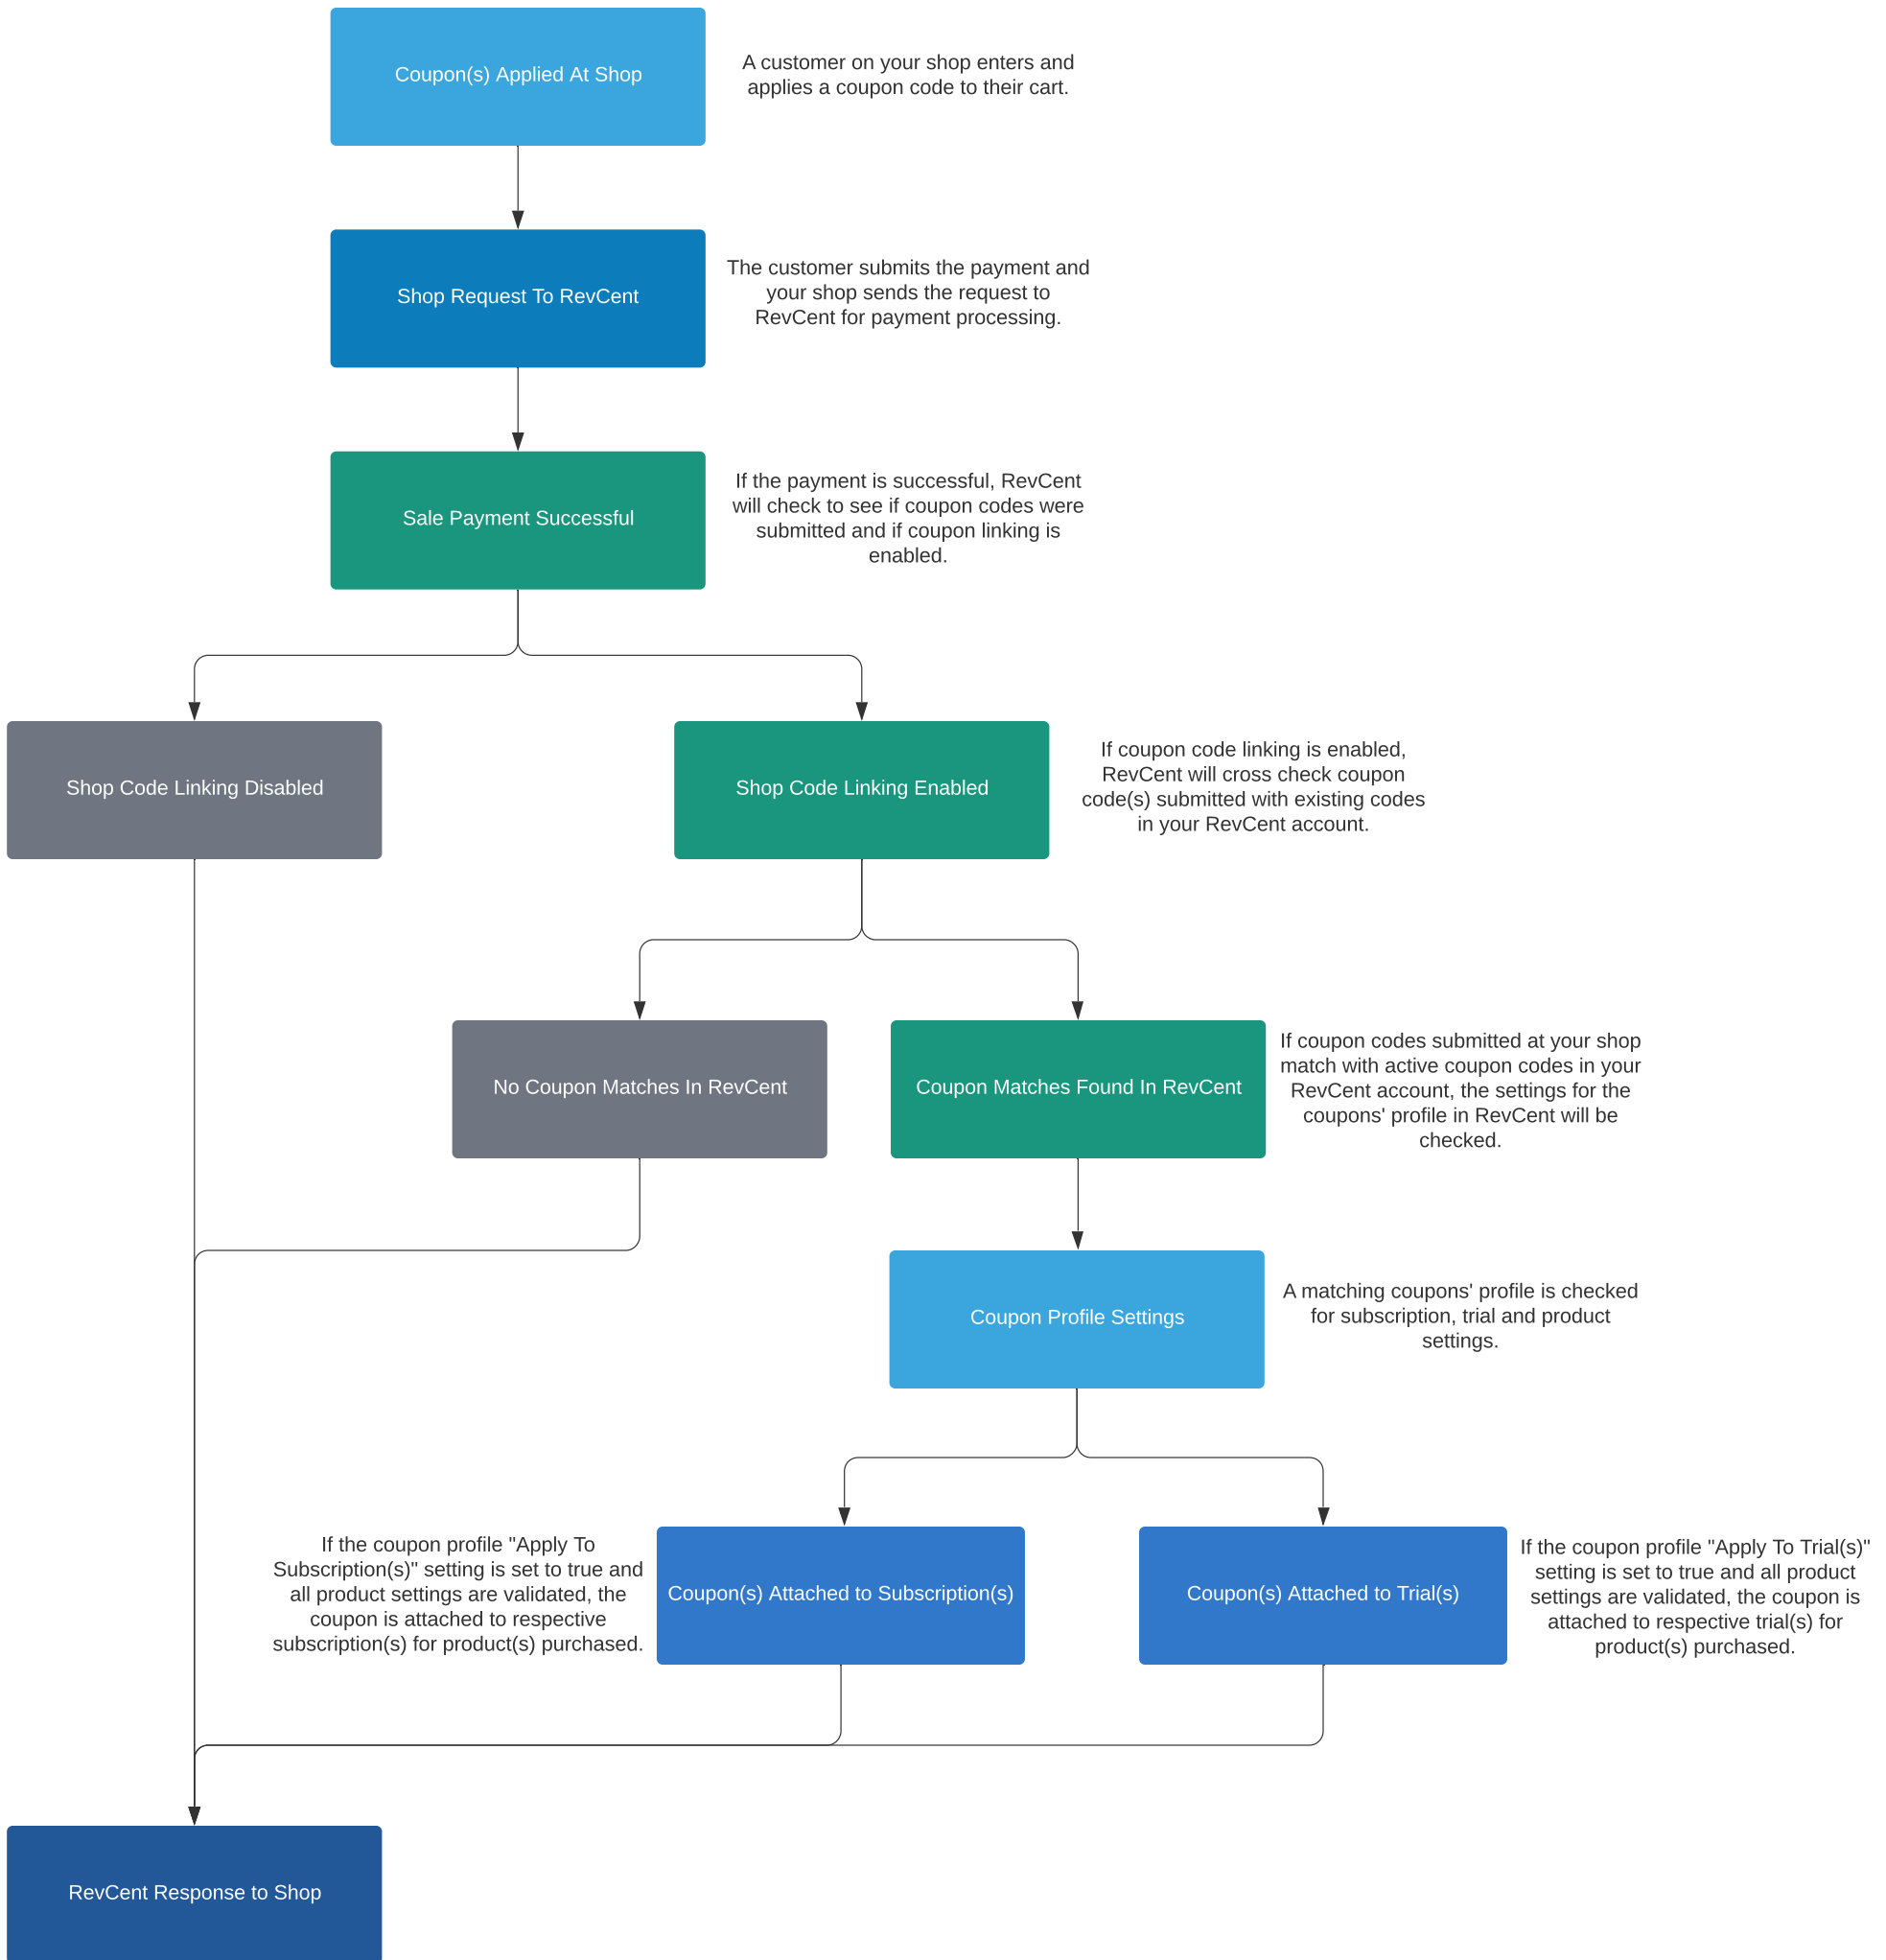 Coupon(s) Applied At Shop
A customer on your shop enters and
applies a coupon code to their cart.
Shop Request To RevCent
The customer submits the payment and
your shop sends the request to
RevCent for payment processing.
Sale Payment Successful
If the payment is successful, RevCent
will check to see if coupon codes were
submitted and if coupon linking is
enabled.
Shop Code Linking Disabled
Shop Code Linking Enabled
If coupon code linking is enabled,
RevCent will cross check coupon
code(s) submitted with existing codes
in your RevCent account.
No Coupon Matches In RevCent
Coupon Matches Found In RevCent
If coupon codes submitted at your shop
match with active coupon codes in your
RevCent account, the settings for the
coupons' profile in RevCent will be
checked.
Coupon Profile Settings
A matching coupons' profile is checked
for subscription, trial and product
settings.
If the coupon profile "Apply To
Subscription(s)" setting is set to true and
all product settings are validated, the
coupon is attached to respective
subscription(s) for product(s) purchased.
Coupon(s) Attached to Subscription(s)
Coupon(s) Attached to Trial(s)
If the coupon profile "Apply To Trial(s)"
setting is set to true and all product
settings are validated, the coupon is
attached to respective trial(s) for
product(s) purchased.
RevCent Response to Shop